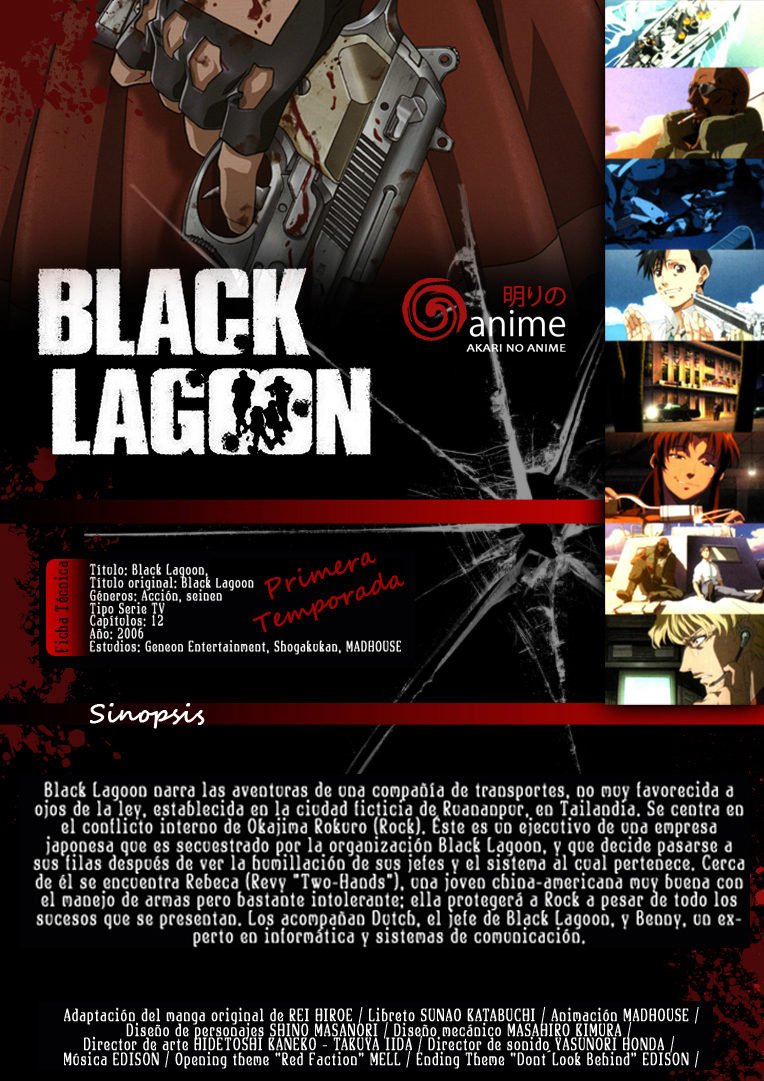 BLACK
LAGOON
明りの
anime
AKARI NO ANIME
Ficha Técnica
Título: Black Lagoon,
Título original: Black Lagoon
Géneros: Acción, seinen
Tipo Serie TV
Capítulos: 12
Año: 2006
Estudios: Geneon Entertainment, Shogakukan, MADHOUSE
Primera
Temporada
Sinopsis
Black Lagoon narra las aventuras de una compañía de transportes, no muy favorecida a
ojos de la ley, establecida en la ciudad ficticia de Ruananpur, en Tailandia. Se centra en
el conflicto interno de Okajima Rokuro (Rock). Éste es un ejecutivo de una empresa
japonesa que es secuestrado por la organización Black Lagoon, y que decide pasarse a
sus filas después de ver la humillación de sus jefes y el sistema al cual pertenece. Cerca
de él se encuentra Rebeca (Revy "Two-Hands"), una joven china-americana muy buena con
el manejo de armas pero bastante intolerante; ella protegerá a Rock a pesar de todo los
sucesos que se presentan. Los acompañan Dutch, el jefe de Black Lagoon, y Benny, un ex-
perto en informática y sistemas de comunicación.
Adaptación del manga original de REI HIROE / Libreto SUNAO KATABUCHI / Animación MADHOUSE /
Diseño de personajes SHINO MASANORI / Diseño mecánico MASAHIRO KIMURA /
Director de arte HIDETOSHI KANEKO - TAKUYA IIDA / Director de sonido YASUNORI HONDA /
Música EDISON / Opening theme "Red Faction" MELL / Ending Theme "Dont Look Behind" EDISON /